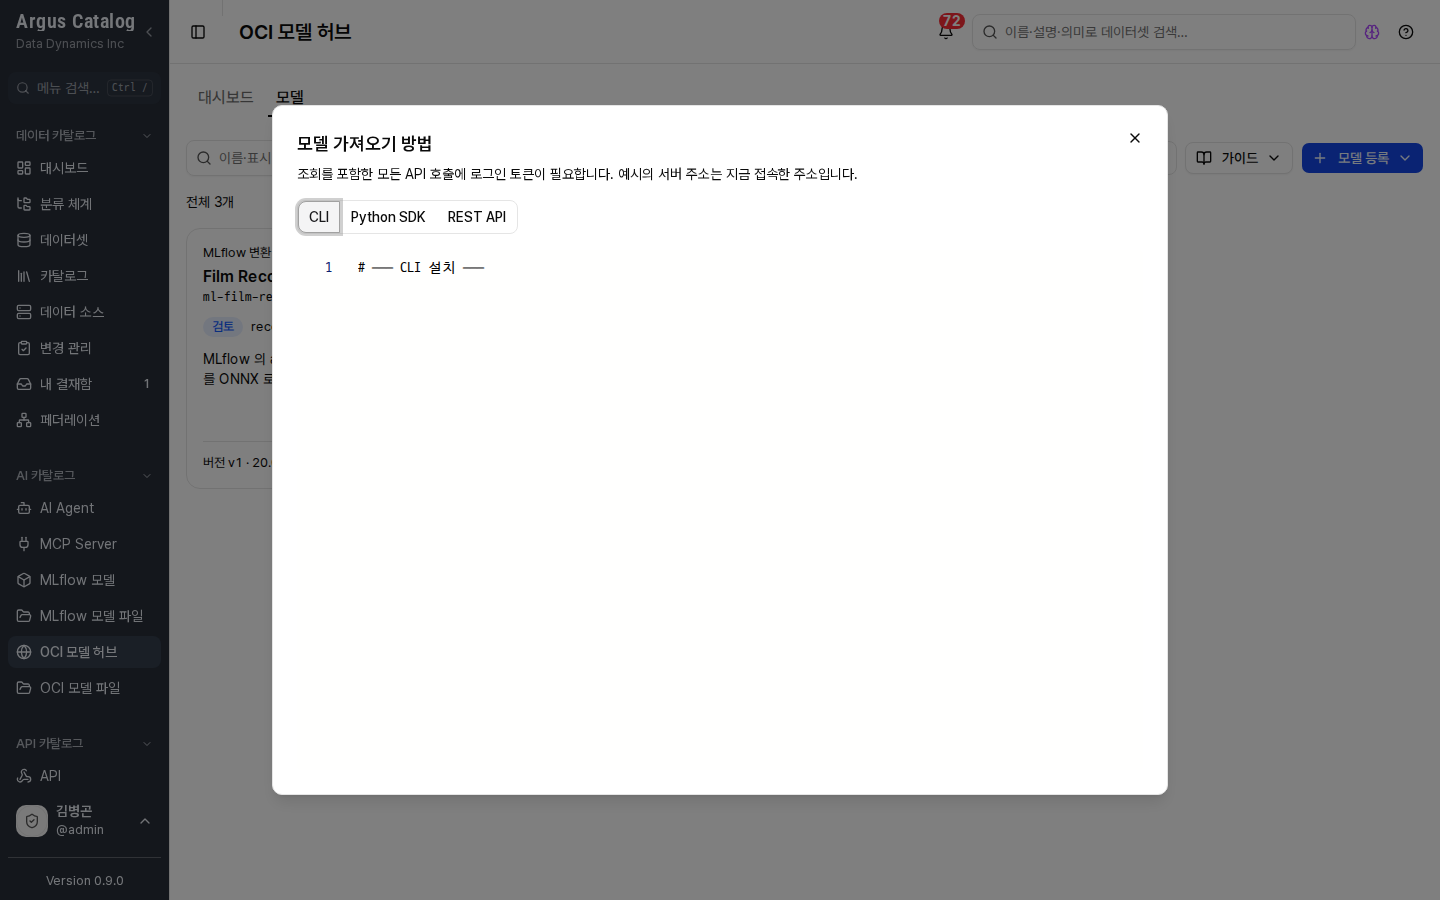 Argus Catalog
Data Dynamics Inc
메뉴 검색... Ctrl /
데이터 카탈로그
대시보드
분류 체계
데이터셋
카탈로그
데이터 소스
변경 관리
내 결재함 1
페더레이션
AI 카탈로그
AI Agent
MCP Server
MLflow 모델
MLflow 모델 파일
OCI 모델 허브
OCI 모델 파일
API 카탈로그
API
김병곤
@admin
Version 0.9.0
OCI 모델 허브
72
이름·설명·의미로 데이터셋 검색...
대시보드 모델
이름·표시
가이드
모델 등록
전체 3개
MLflow 변환
Film Reco
ml-film-re
검토 rec
MLflow 의
를 ONNX 로
버전 v1 · 20.
모델 가져오기 방법
조회를 포함한 모든 API 호출에 로그인 토큰이 필요합니다. 예시의 서버 주소는 지금 접속한 주소입니다.
CLI Python SDK REST API
1 # ─── CLI 설치 ───